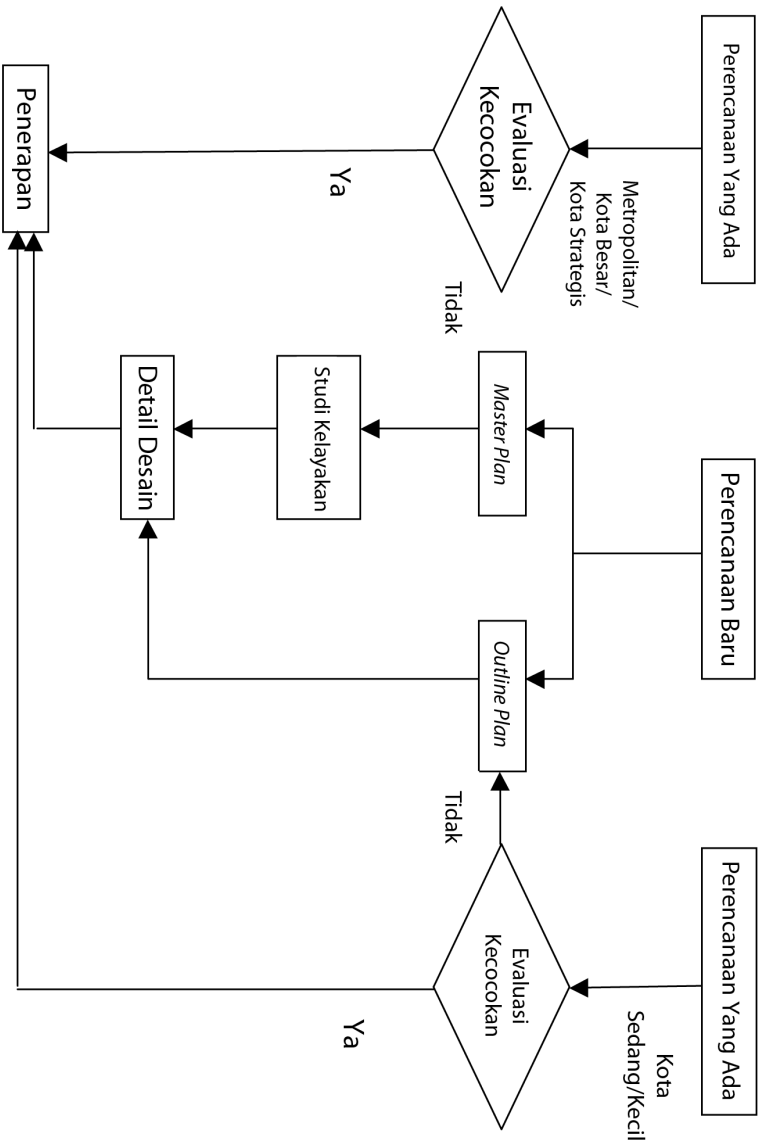 Perencanaan Yang Ada
Perencanaan Baru
Perencanaan Yang Ada
Metropolitan/
Kota Besar/
Kota Strategis
Kota
Sedang/Kecil
Evaluasi
Kecocokan
Tidak
Master Plan
Outline Plan
Tidak
Evaluasi
Kecocokan
Ya
Studi Kelayakan
Ya
Detail Desain
Penerapan